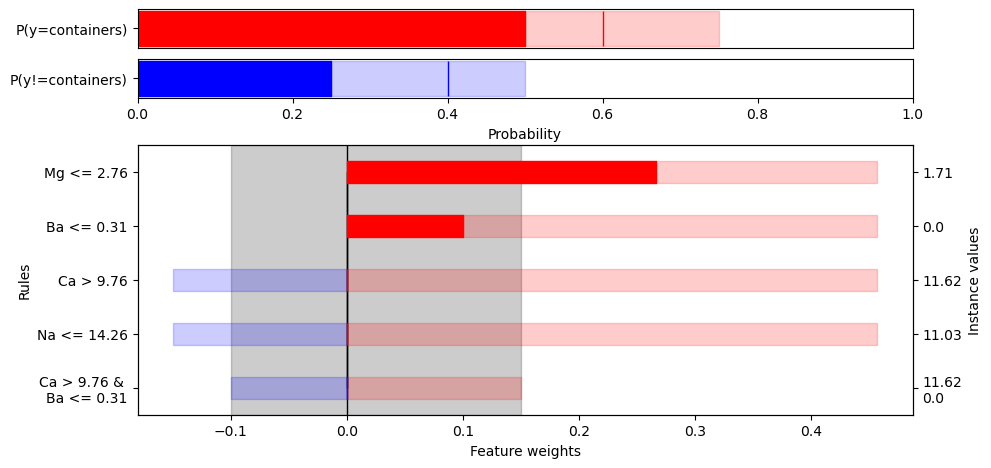 P(y=containers)
P(y!=containers)
0.0 0.2 0.4 0.6 0.8 1.0
Probability
Mg <= 2.76 1.71
Ba <= 0.31 0.0
Ca > 9.76 11.62
Na <= 14.26 11.03
Ca > 9.76 & 11.62
Ba <= 0.31 0.0
Rules
Instance values
−0.1 0.0 0.1 0.2 0.3 0.4
Feature weights